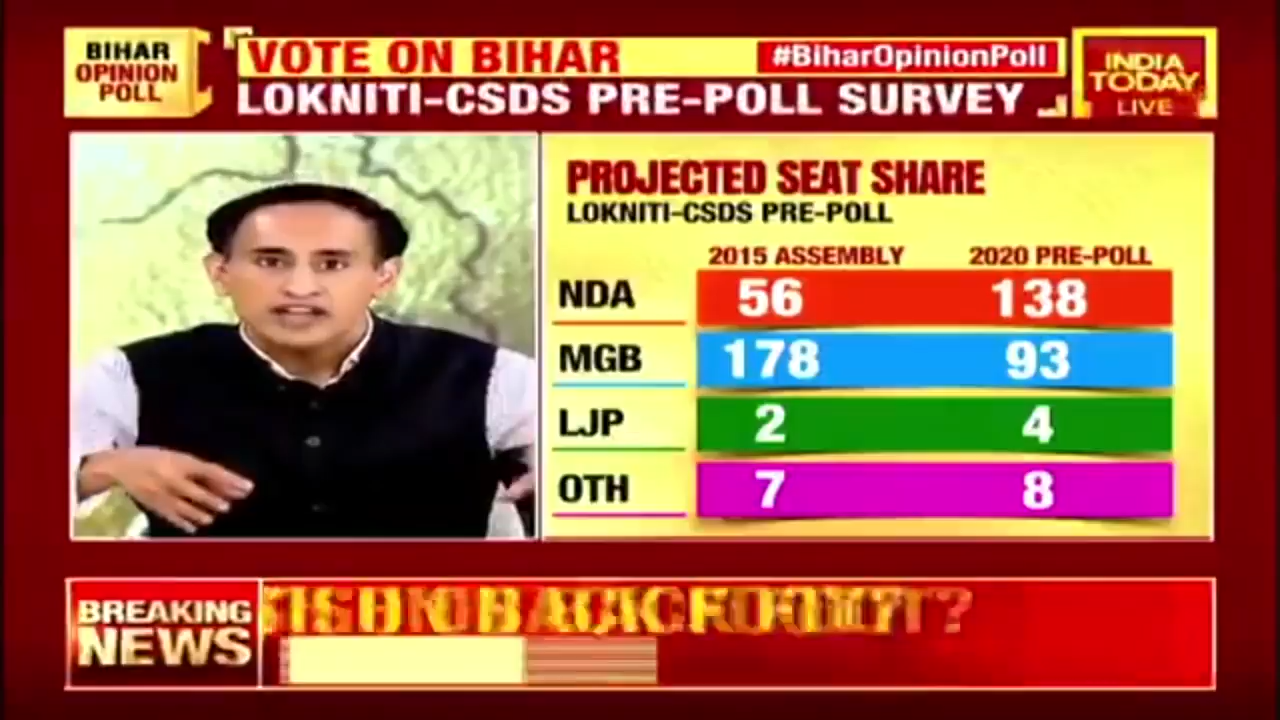 BIHAR
OPINION
POLL
VOTE ON BIHAR
#BiharOpinionPoll
LOKNITI-CSDS PRE-POLL SURVEY
INDIA
TODAY
LIVE
PROJECTED SEAT SHARE
LOKNITI-CSDS PRE-POLL
2015 ASSEMBLY 2020 PRE-POLL
NDA 56 138
MGB 178 93
LJP 2 4
OTH 7 8
BREAKING
NEWS